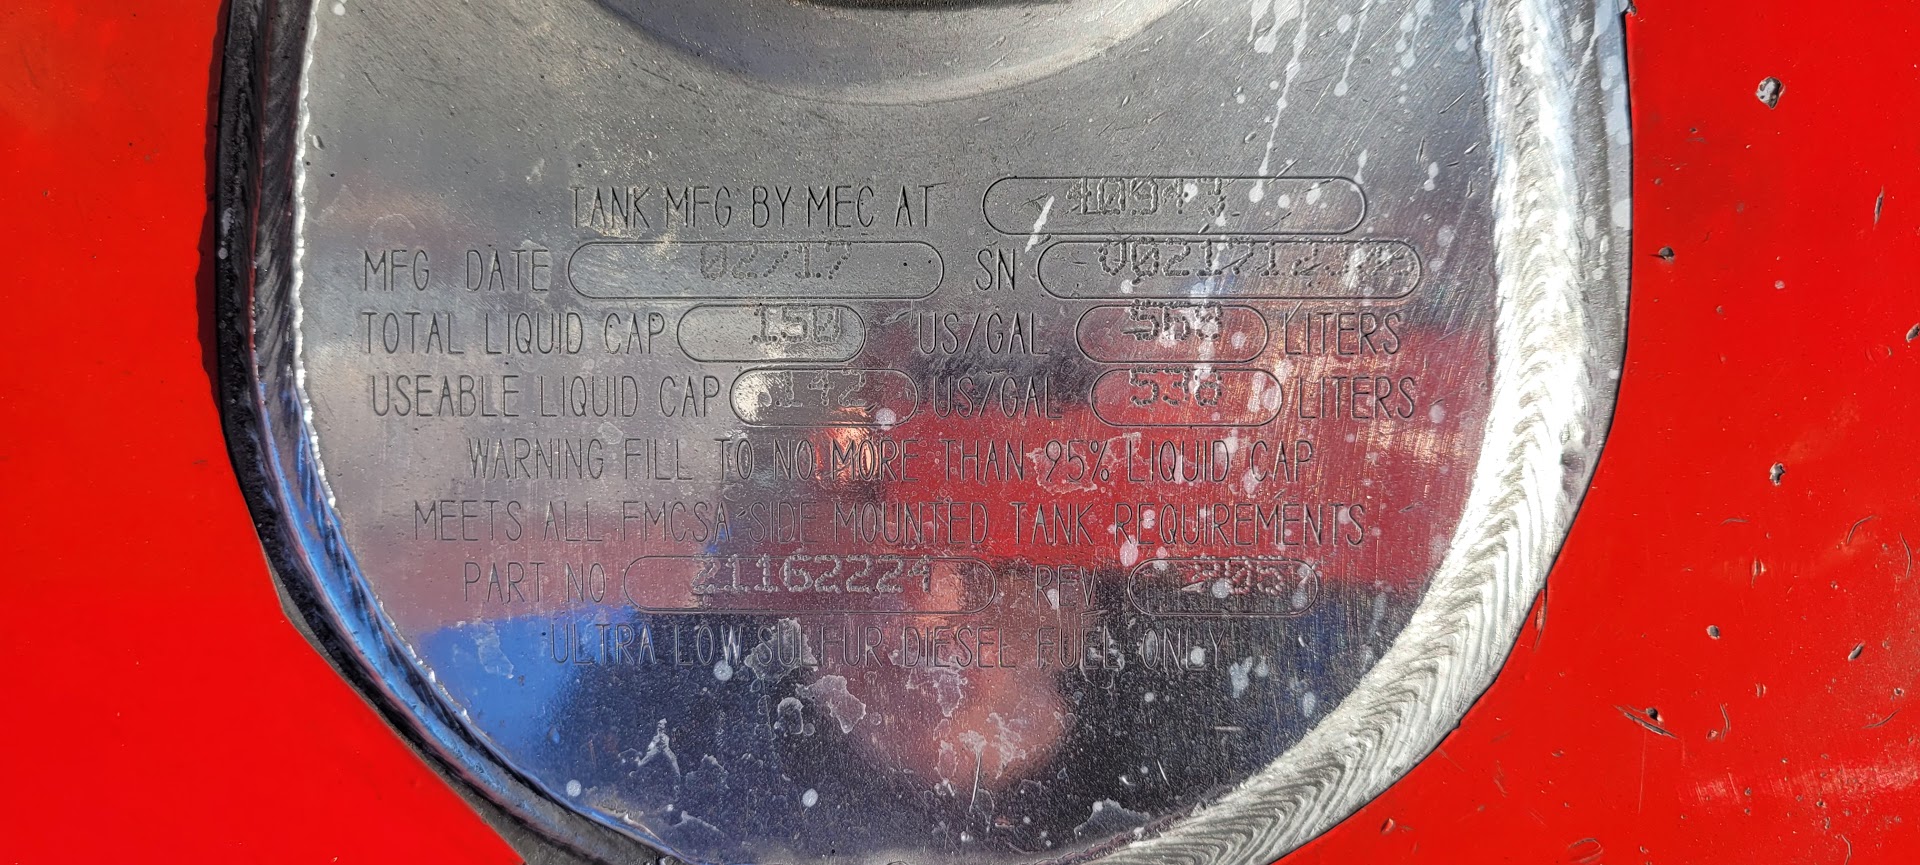 TANK MFG BY MEC AT
MFG DATE 02/17 SN
TOTAL LIQUID CAP 150 US/GAL 568 LITERS
USEABLE LIQUID CAP 142 US/GAL 538 LITERS
WARNING FILL TO NO MORE THAN 95% LIQUID CAP
MEETS ALL FMCSA SIDE MOUNTED TANK REQUIREMENTS
PART NO 21162224 REV
ULTRA LOW SULFUR DIESEL FUEL ONLY